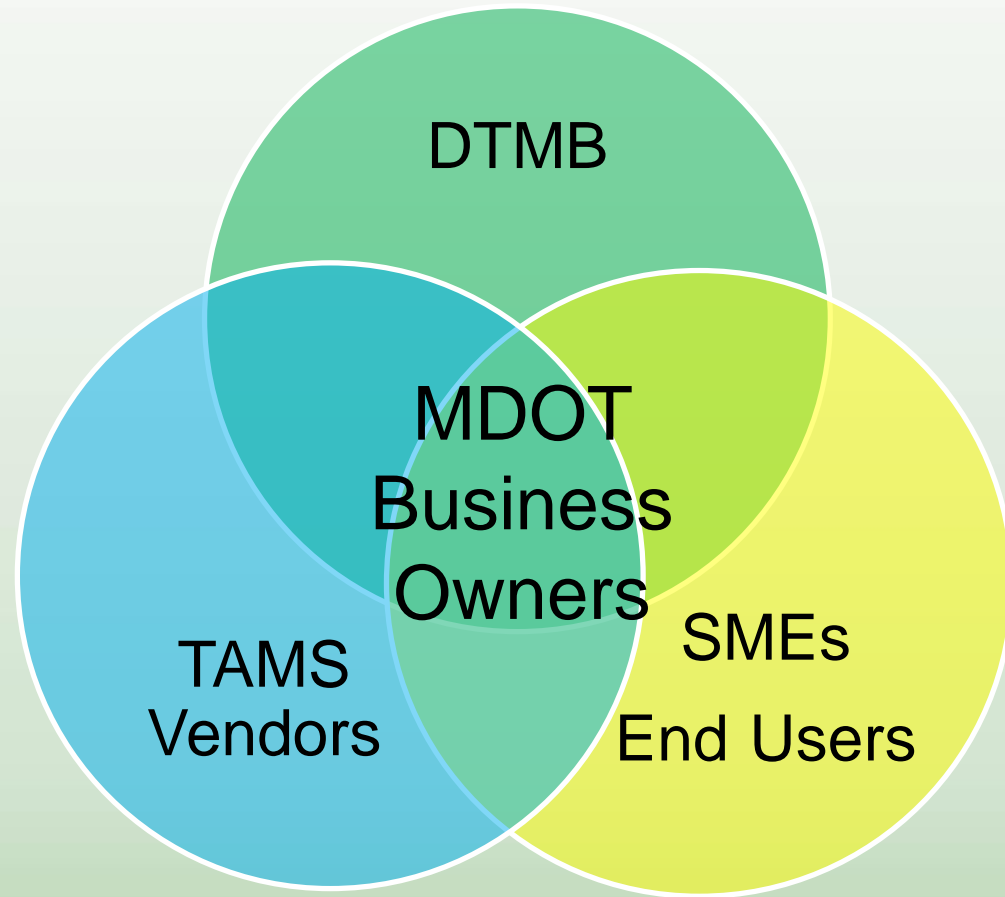 DTMB
MDOT
Business
Owners
TAMS
Vendors
SMEs
End Users